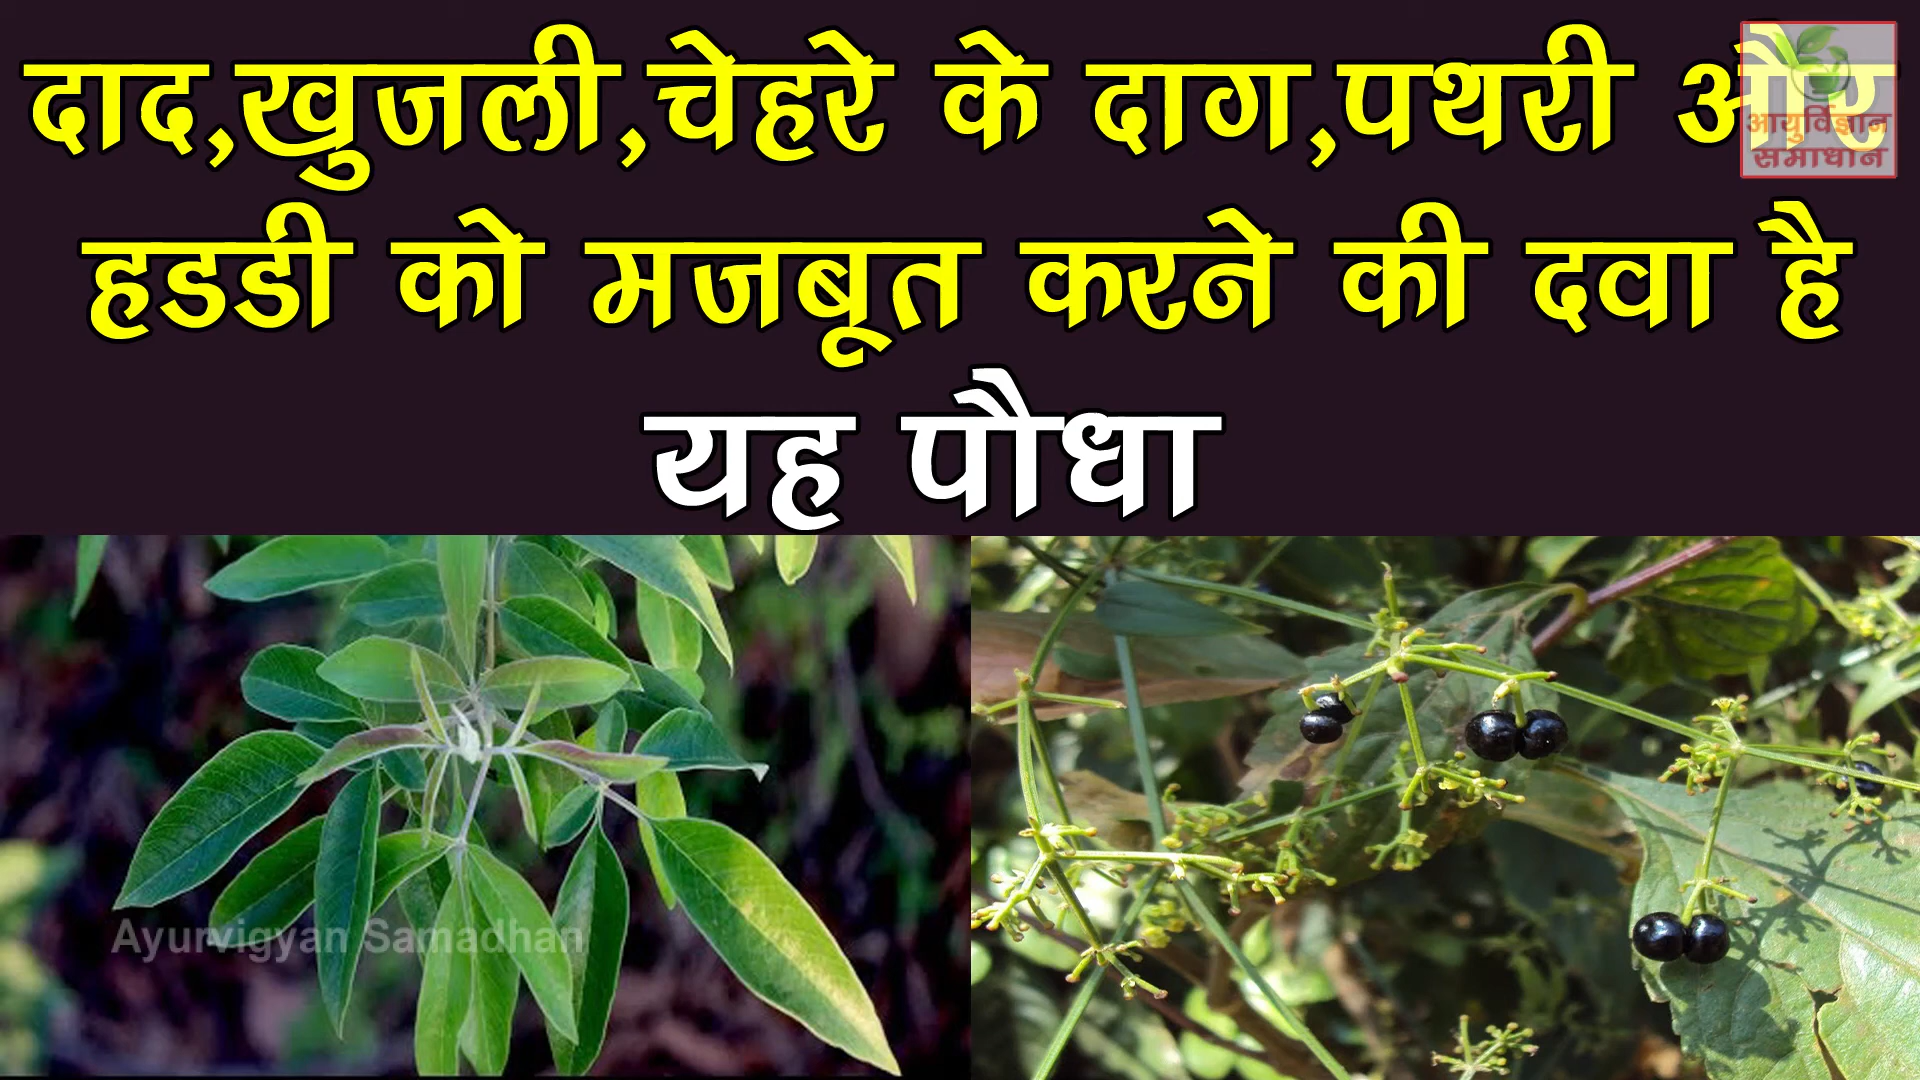 दाद,खुजली,चेहरे के दाग,पथरी और
हडडी को मजबूत करने की दवा है
यह पौधा
आयुर्विज्ञान
समाधान
Ayurvigyan Samadhan